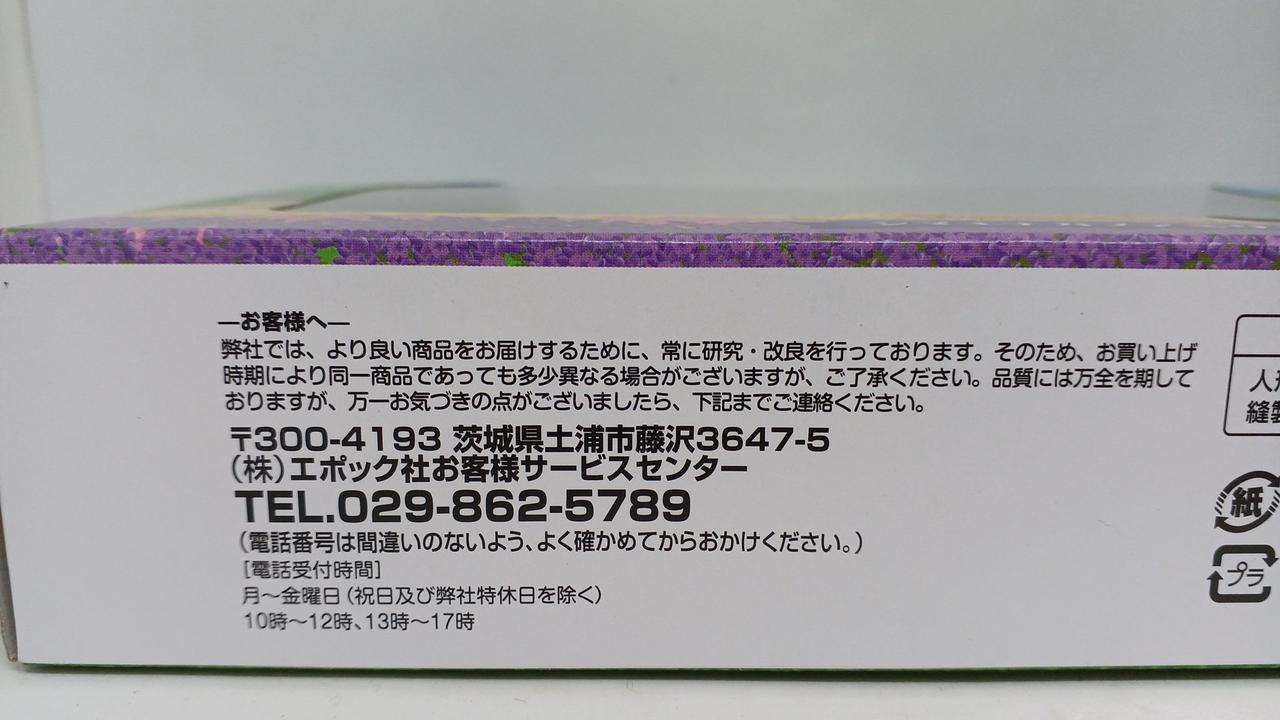 ―お客様へ―
弊社では、より良い商品をお届けするために、常に研究・改良を行っております。そのため、お買い上げ
時期により同一商品であっても多少異なる場合がございますが、ご了承ください。品質には万全を期して
おりますが、万一お気づきの点がございましたら、下記までご連絡ください。
〒300-4193 茨城県土浦市藤沢3647-5
（株）エポック社お客様サービスセンター
TEL.029-862-5789
（電話番号は間違いのないよう、よく確かめてからおかけください。）
［電話受付時間］
月～金曜日（祝日及び弊社特休日を除く）
10時～12時、13時～17時
人形
縫製
紙
プラ